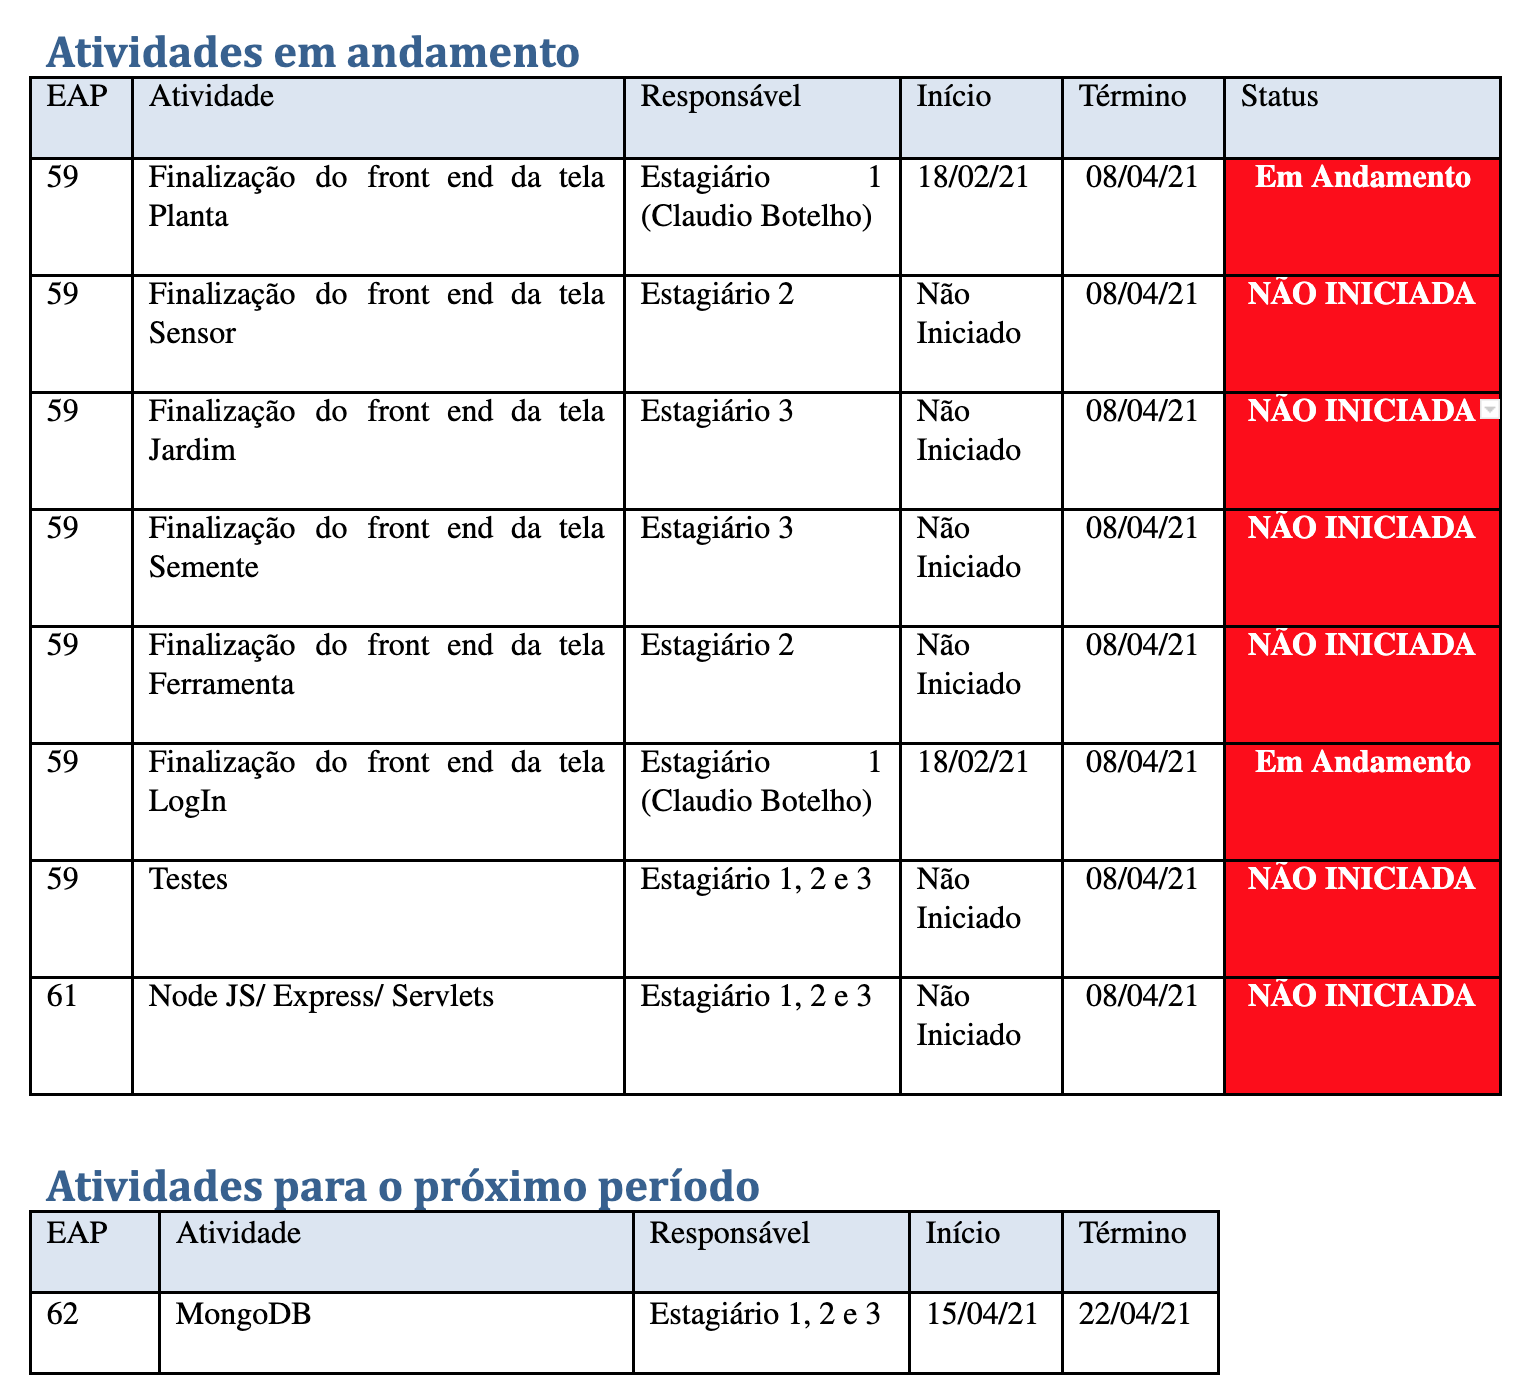 Atividades em andamento
EAP Atividade Responsável Início Término Status
59 Finalização do front end da tela Estagiário 1 18/02/21 08/04/21 Em Andamento
Planta (Claudio Botelho)
59 Finalização do front end da tela Estagiário 2 Não 08/04/21 NÃO INICIADA
Sensor Iniciado
59 Finalização do front end da tela Estagiário 3 Não 08/04/21 NÃO INICIADA
Jardim Iniciado
59 Finalização do front end da tela Estagiário 3 Não 08/04/21 NÃO INICIADA
Semente Iniciado
59 Finalização do front end da tela Estagiário 2 Não 08/04/21 NÃO INICIADA
Ferramenta Iniciado
59 Finalização do front end da tela Estagiário 1 18/02/21 08/04/21 Em Andamento
LogIn (Claudio Botelho)
59 Testes Estagiário 1, 2 e 3 Não 08/04/21 NÃO INICIADA
Iniciado
61 Node JS/ Express/ Servlets Estagiário 1, 2 e 3 Não 08/04/21 NÃO INICIADA
Iniciado
Atividades para o próximo período
EAP Atividade Responsável Início Término
62 MongoDB Estagiário 1, 2 e 3 15/04/21 22/04/21